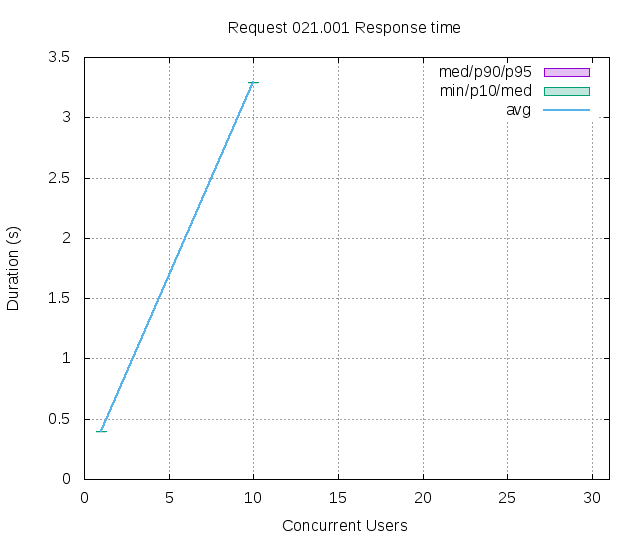 Request 021.001 Response time
med/p90/p95
min/p10/med
avg
3.5
3
2.5
2
1.5
1
0.5
0
0 5 10 15 20 25 30
Duration (s)
Concurrent Users